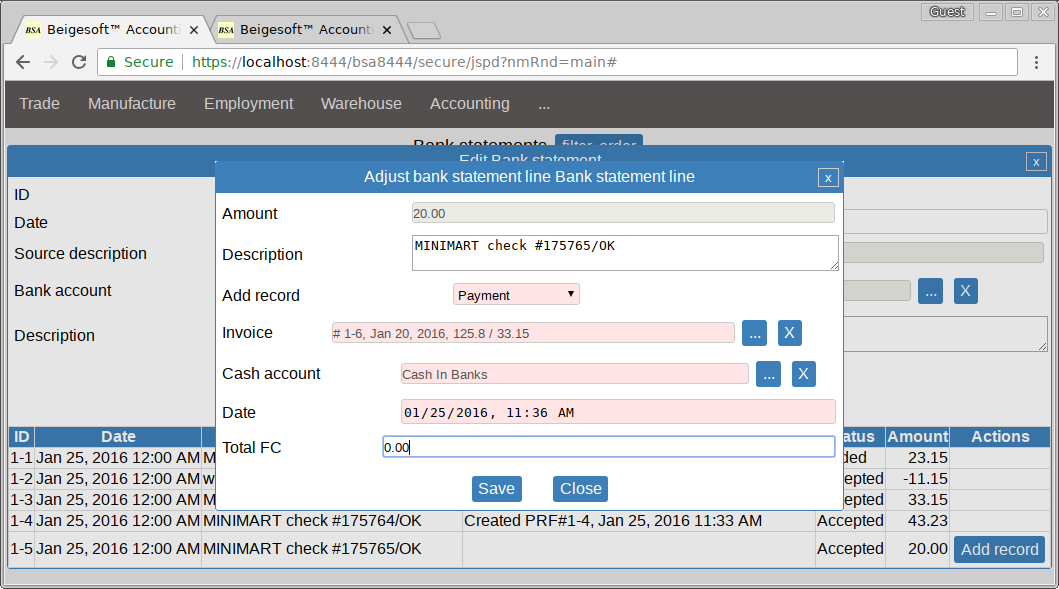 Guest
BSA Beigesoft™ Account
BSA Beigesoft™ Account
Secure https://localhost:8444/bsa8444/secure/jspd?nmRnd=main#
Trade Manufacture Employment Warehouse Accounting ...
Bank statements filter-order
Edit Bank statement x
Adjust bank statement line Bank statement line x
ID
Date
Source description
Bank account ... X
Description
Amount 20.00
Description MINIMART check #175765/OK
Add record Payment
Invoice # 1-6, Jan 20, 2016, 125.8 / 33.15 ... X
Cash account Cash In Banks ... X
Date 01/25/2016, 11:36 AM
Total FC 0.00
Save Close
ID Date Amount Actions
1-1 Jan 25, 2016 12:00 AM 23.15
1-2 Jan 25, 2016 12:00 AM -11.15
1-3 Jan 25, 2016 12:00 AM 33.15
1-4 Jan 25, 2016 12:00 AM MINIMART check #175764/OK Created PRF#1-4, Jan 25, 2016 11:33 AM Accepted 43.23
1-5 Jan 25, 2016 12:00 AM MINIMART check #175765/OK Accepted 20.00 Add record